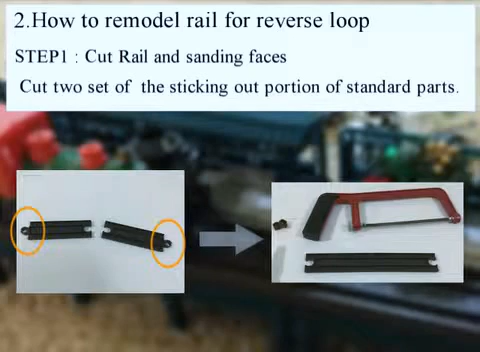 2.How to remodel rail for reverse loop
STEP1 : Cut Rail and sanding faces
Cut two set of the sticking out portion of standard parts.